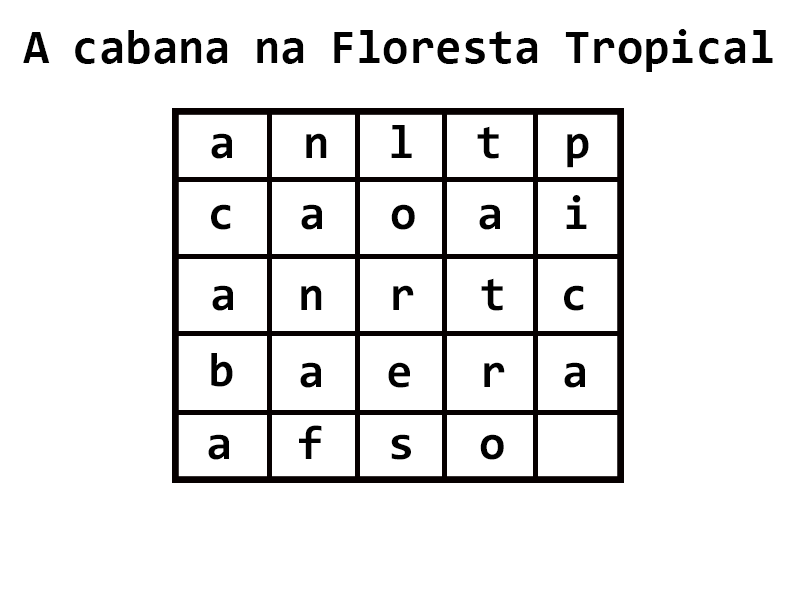 A cabana na Floresta Tropical
a n l t p
c a o a i
a n r t c
b a e r a
a f s o